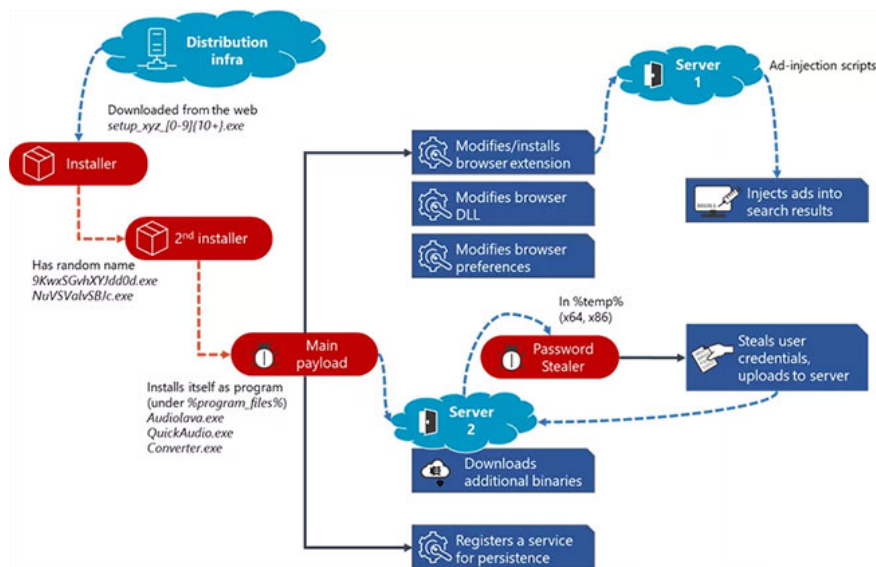 Distribution
infra
Downloaded from the web
setup_xyz_[0-9]{10+}.exe
Installer
2nd installer
Has random name
9KwxSGvhXYJdd0d.exe
NuVSValvSBJc.exe
Main
payload
Installs itself as program
(under %program_files%)
Audiolava.exe
QuickAudio.exe
Converter.exe
Modifies/installs
browser extension
Modifies browser
DLL
Modifies browser
preferences
Server
1
Ad-injection scripts
Injects ads into
search results
In %temp%
(x64, x86)
Password
Stealer
Steals user
credentials,
uploads to server
Server
2
Downloads
additional binaries
Registers a service
for persistence